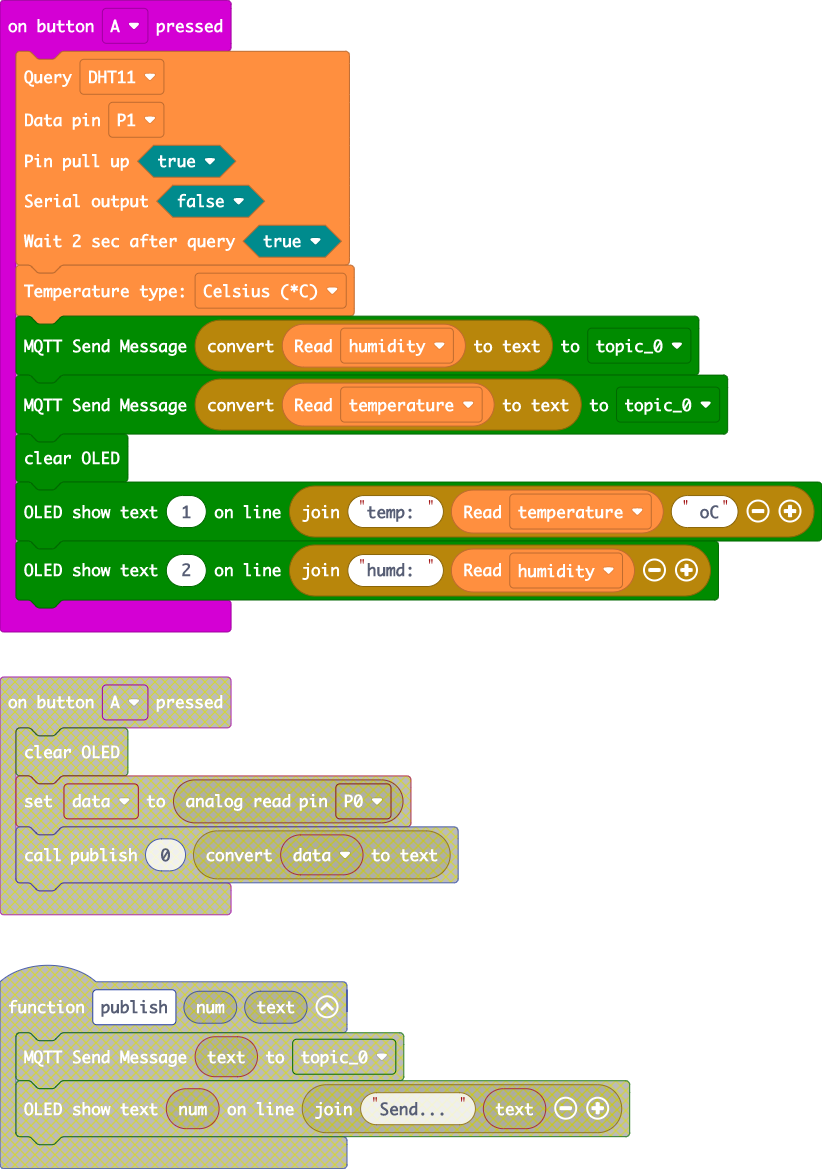 on button A pressed
Query DHT11
Data pin P1
Pin pull up true
Serial output false
Wait 2 sec after query true
Temperature type: Celsius (*C)
MQTT Send Message convert Read humidity to text to topic_0
MQTT Send Message convert Read temperature to text to topic_0
clear OLED
OLED show text 1 on line join "temp: " Read temperature " oC"
OLED show text 2 on line join "humd: " Read humidity
on button A pressed
clear OLED
set data to analog read pin P0
call publish 0 convert data to text
function publish num text
MQTT Send Message text to topic_0
OLED show text num on line join "Send... " text